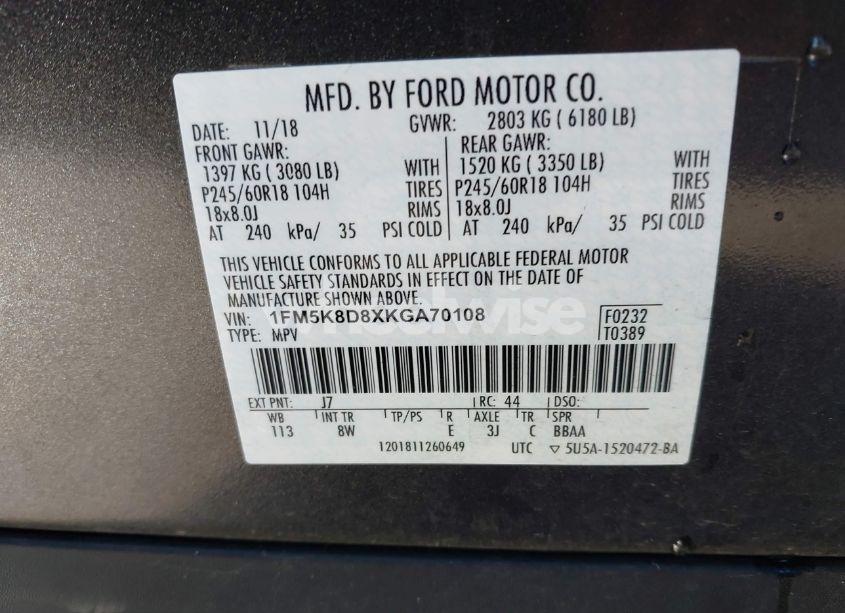 MFD. BY FORD MOTOR CO.
DATE: 11/18 GVWR: 2803 KG ( 6180 LB)
FRONT GAWR: REAR GAWR:
1397 KG ( 3080 LB) WITH 1520 KG ( 3350 LB) WITH
P245/60R18 104H TIRES P245/60R18 104H TIRES
18x8.0J RIMS 18x8.0J RIMS
AT 240 kPa/ 35 PSI COLD AT 240 kPa/ 35 PSI COLD
THIS VEHICLE CONFORMS TO ALL APPLICABLE FEDERAL MOTOR
VEHICLE SAFETY STANDARDS IN EFFECT ON THE DATE OF
MANUFACTURE SHOWN ABOVE.
VIN: 1FM5K8D8XKGA70108 F0232
TYPE: MPV T0389
wheelwise
EXT PNT: J7 RC: 44 DSO:
WB INT TR TP/PS R AXLE TR SPR
113 8W E 3J C BBAA
1201811260649 UTC ▽ 5U5A-1520472-BA